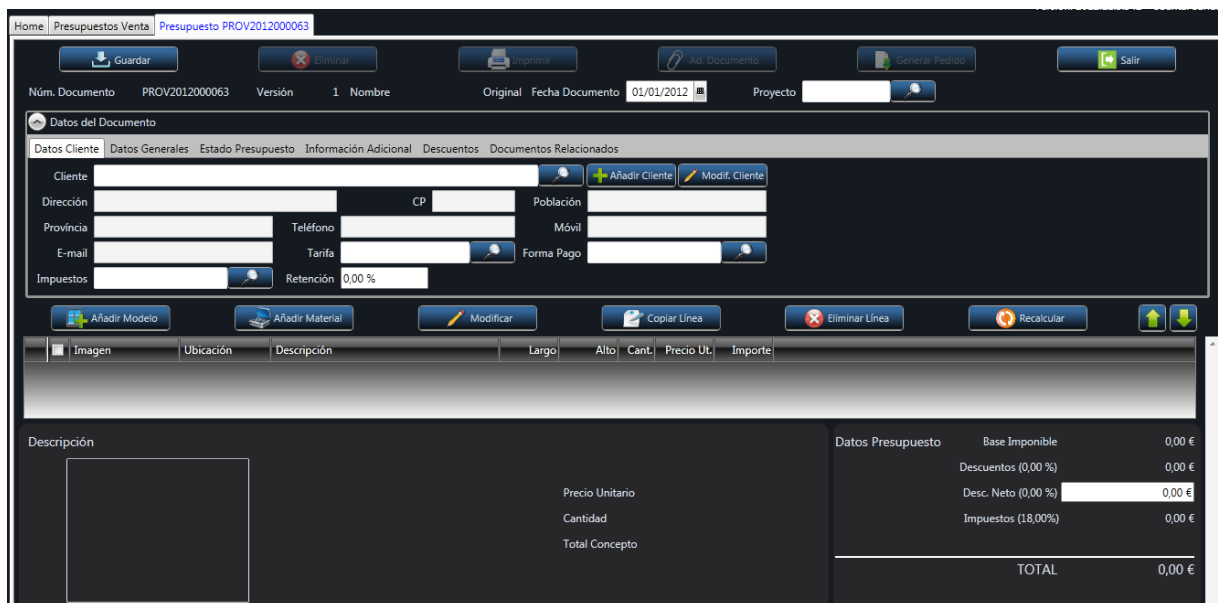 Home Presupuestos Venta Presupuesto PROV2012000063
Guardar Eliminar Imprimir Ad. Documento Generar Pedido Salir
Núm. Documento PROV2012000063 Versión 1 Nombre Original Fecha Documento 01/01/2012 Proyecto
Datos del Documento
Datos Cliente Datos Generales Estado Presupuesto Información Adicional Descuentos Documentos Relacionados
Cliente Añadir Cliente Modif. Cliente
Dirección CP Población
Província Teléfono Móvil
E-mail Tarifa Forma Pago
Impuestos Retención 0,00 %
Añadir Modelo Añadir Material Modificar Copiar Línea Eliminar Línea Recalcular
Imagen Ubicación Descripción Largo Alto Cant. Precio Ut. Importe
Descripción Datos Presupuesto Base Imponible 0,00 €
Descuentos (0,00 %) 0,00 €
Precio Unitario Desc. Neto (0,00 %) 0,00 €
Cantidad Impuestos (18,00%) 0,00 €
Total Concepto
TOTAL 0,00 €